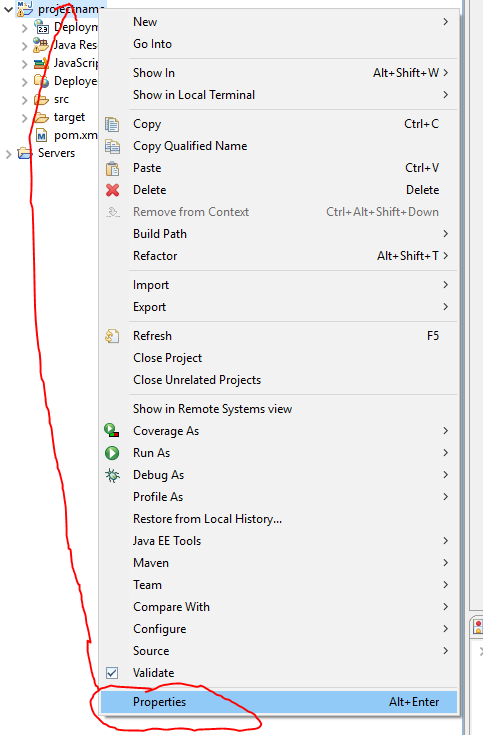 projectname
Deploym
Java Res
JavaScrip
Deploye
src
target
pom.xm
Servers
New
Go Into
Show In Alt+Shift+W
Show in Local Terminal
Copy Ctrl+C
Copy Qualified Name
Paste Ctrl+V
Delete Delete
Remove from Context Ctrl+Alt+Shift+Down
Build Path
Refactor Alt+Shift+T
Import
Export
Refresh F5
Close Project
Close Unrelated Projects
Show in Remote Systems view
Coverage As
Run As
Debug As
Profile As
Restore from Local History...
Java EE Tools
Maven
Team
Compare With
Configure
Source
Validate
Properties Alt+Enter